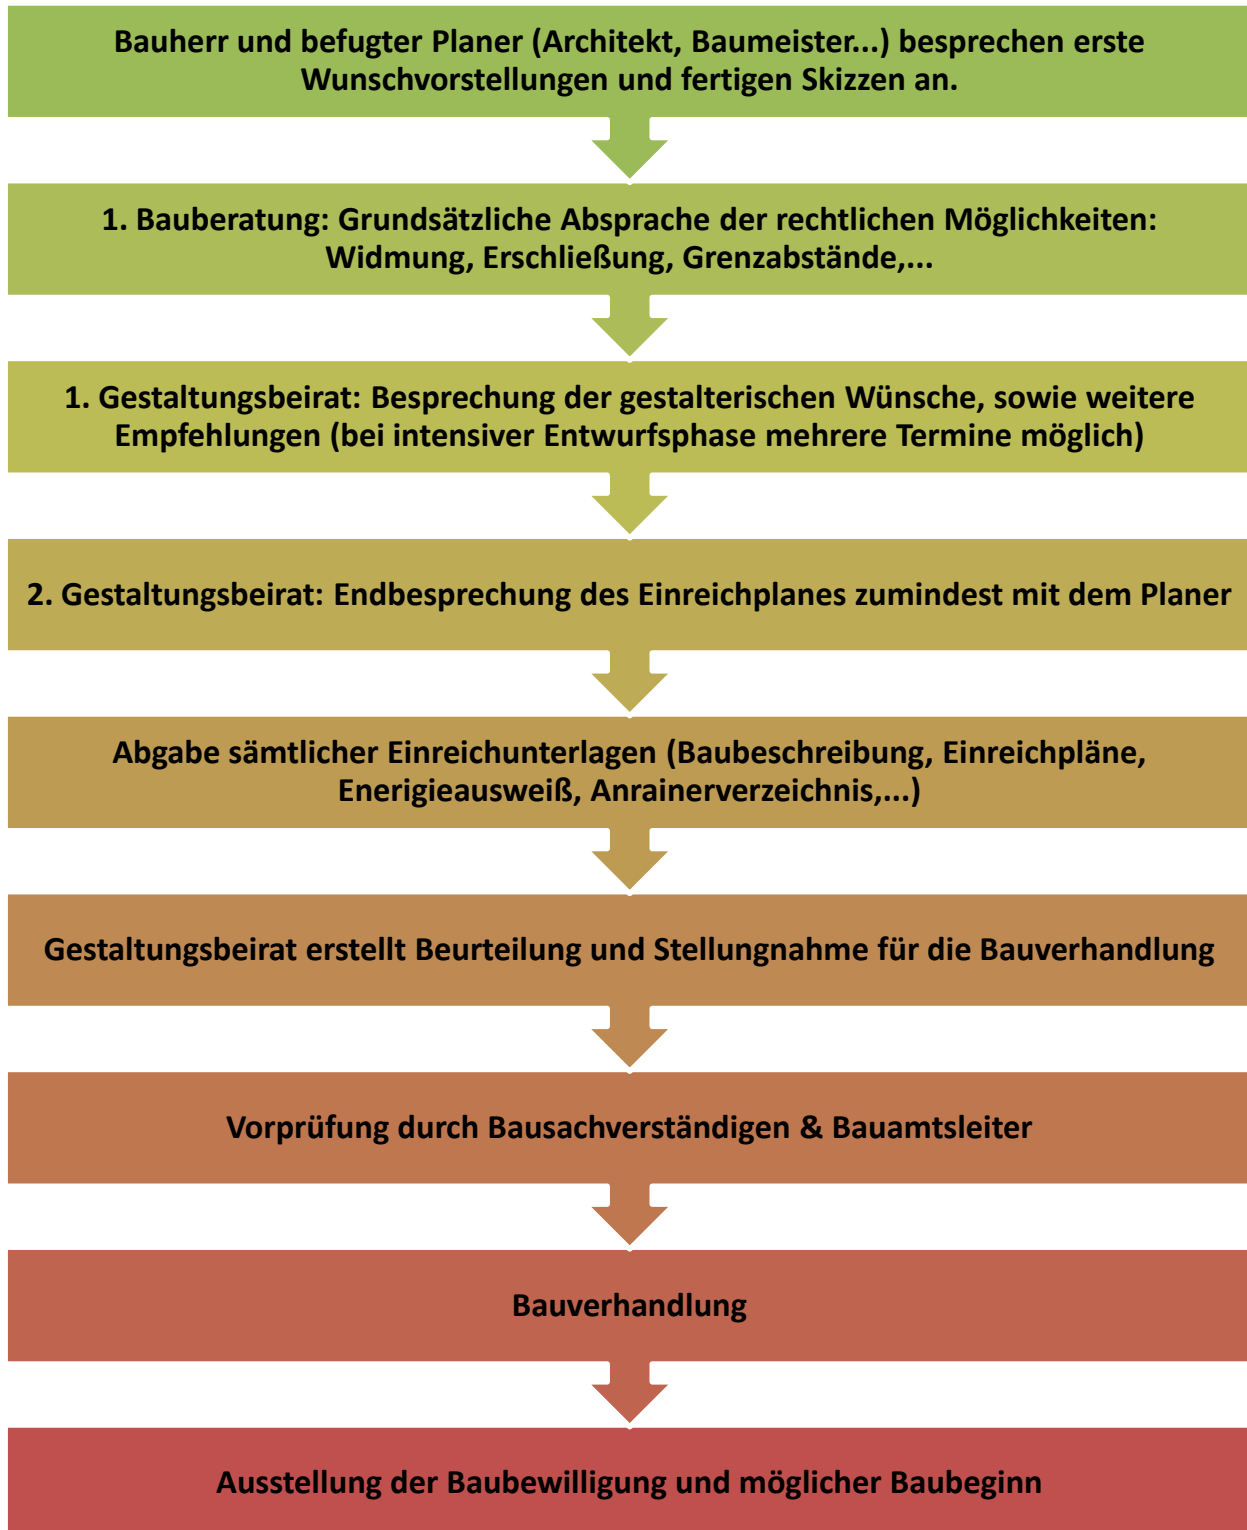 Bauherr und befugter Planer (Architekt, Baumeister...) besprechen erste
Wunschvorstellungen und fertigen Skizzen an.
1. Bauberatung: Grundsätzliche Absprache der rechtlichen Möglichkeiten:
Widmung, Erschließung, Grenzabstände,...
1. Gestaltungsbeirat: Besprechung der gestalterischen Wünsche, sowie weitere
Empfehlungen (bei intensiver Entwurfsphase mehrere Termine möglich)
2. Gestaltungsbeirat: Endbesprechung des Einreichplanes zumindest mit dem Planer
Abgabe sämtlicher Einreichunterlagen (Baubeschreibung, Einreichpläne,
Enerigieausweiß, Anrainerverzeichnis,...)
Gestaltungsbeirat erstellt Beurteilung und Stellungnahme für die Bauverhandlung
Vorprüfung durch Bausachverständigen & Bauamtsleiter
Bauverhandlung
Ausstellung der Baubewilligung und möglicher Baubeginn